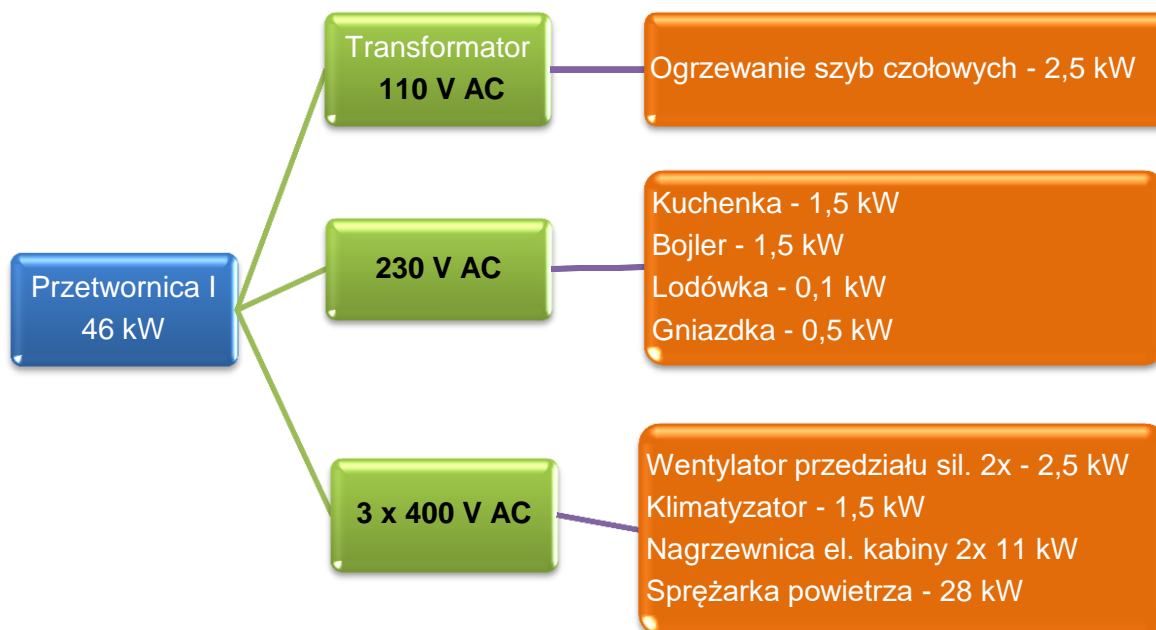 Transformator
110 V AC
Ogrzewanie szyb czołowych - 2,5 kW
Przetwornica I
46 kW
230 V AC
Kuchenka - 1,5 kW
Bojler - 1,5 kW
Lodówka - 0,1 kW
Gniazdka - 0,5 kW
3 x 400 V AC
Wentylator przedziału sil. 2x - 2,5 kW
Klimatyzator - 1,5 kW
Nagrzewnica el. kabiny 2x 11 kW
Sprężarka powietrza - 28 kW